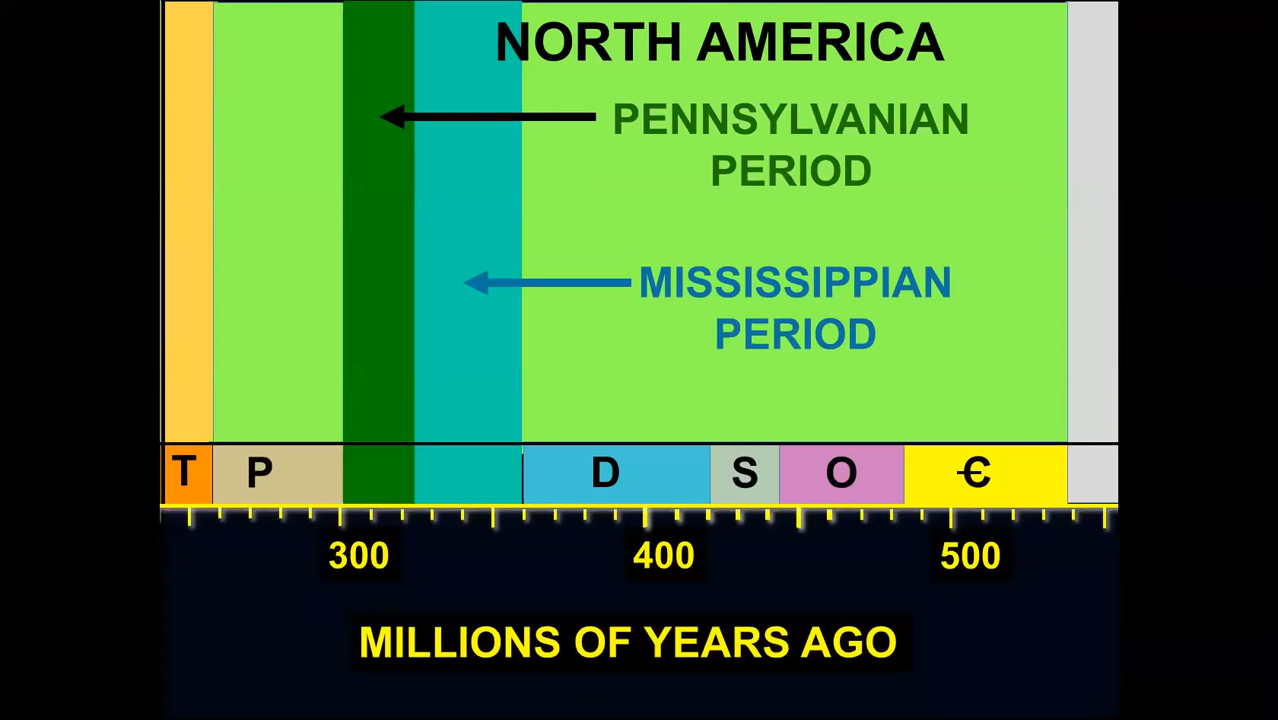 NORTH AMERICA
PENNSYLVANIAN
PERIOD
MISSISSIPPIAN
PERIOD
T P D S O Ꞓ
300 400 500
MILLIONS OF YEARS AGO